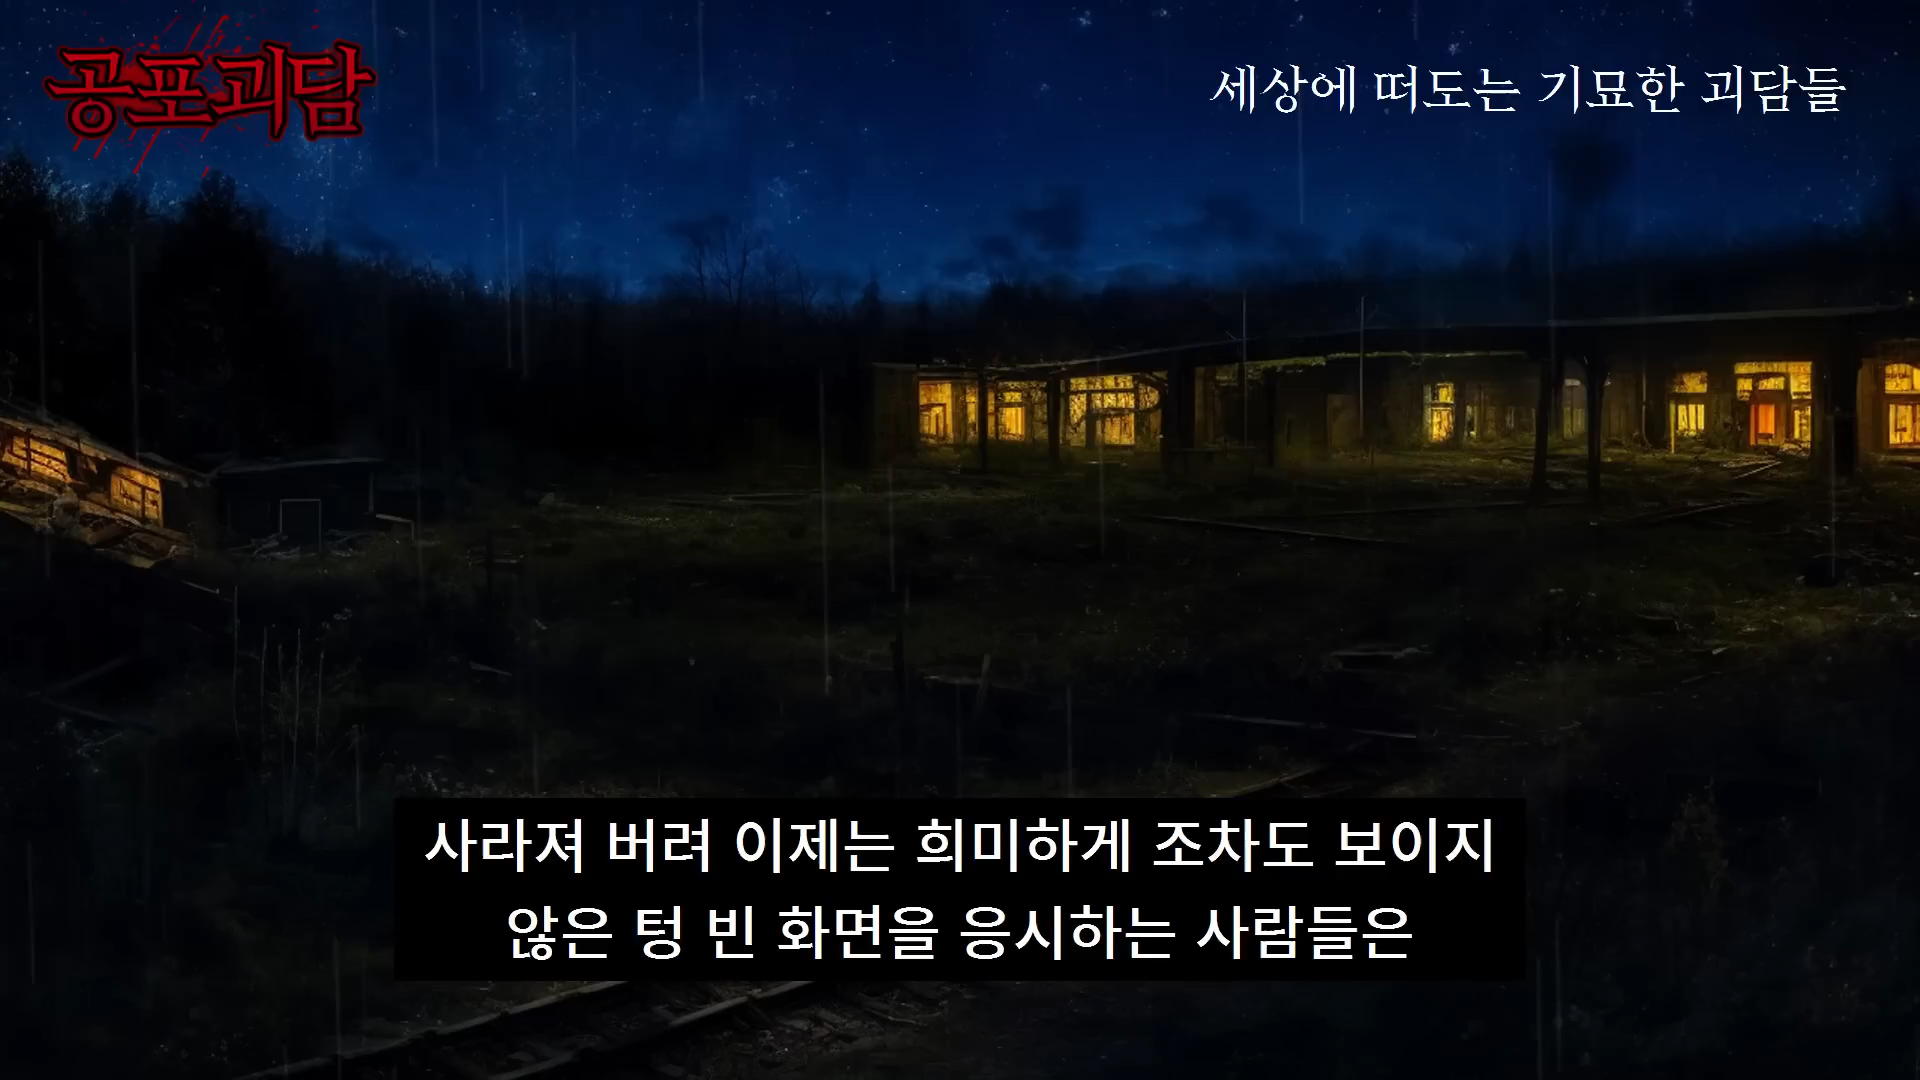 공포괴담
세상에 떠도는 기묘한 괴담들
사라져 버려 이제는 희미하게 조차도 보이지
않은 텅 빈 화면을 응시하는 사람들은